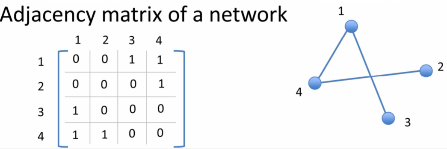 Adjacency matrix of a network
1 2 3 4
1 0 0 1 1
2 0 0 0 1
3 1 0 0 0
4 1 1 0 0
1
2
4
3